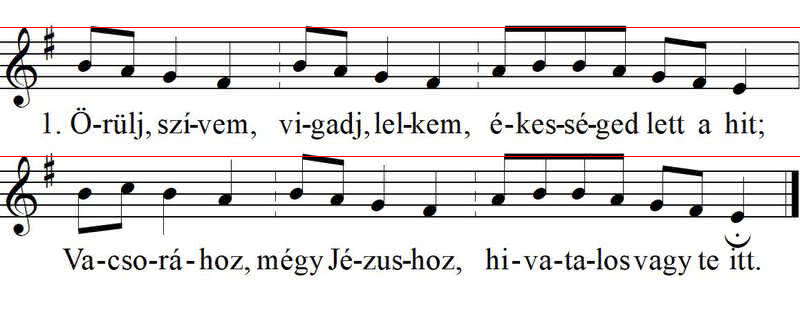 1. Ö-rülj, szí-vem, vi-gadj, lel-kem, é-kes-sé-ged lett a hit;
Va-cso-rá-hoz, mégy Jé-zus-hoz, hi-va-ta-los vagy te itt.